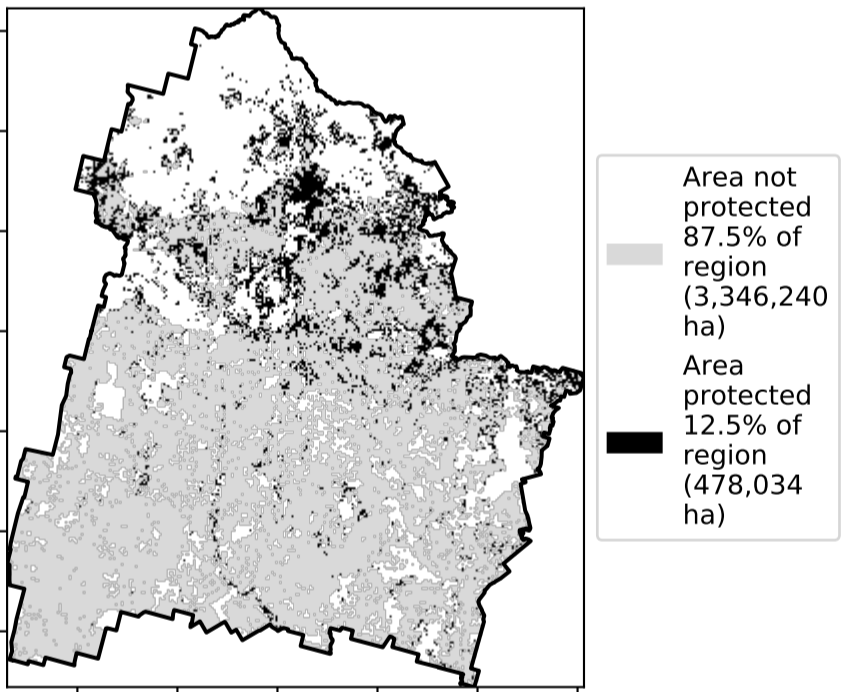 Area not
protected
87.5% of
region
(3,346,240
ha)
Area
protected
12.5% of
region
(478,034
ha)